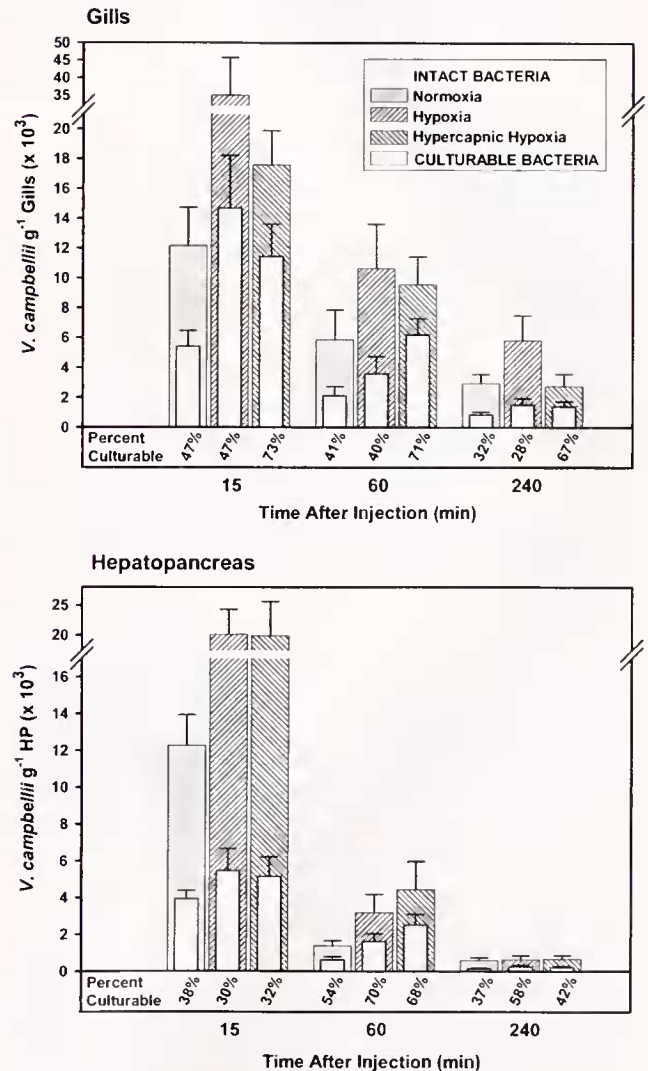 Gills
50
45
40
35
20
18
16
14
12
10
8
6
4
2
0
V. campbellii g-1 Gills (x 10³)
INTACT BACTERIA
Normoxia
Hypoxia
Hypercapnic Hypoxia
CULTURABLE BACTERIA
Percent
Culturable
47% 47% 73% 41% 40% 71% 32% 28% 67%
15 60 240
Time After Injection (min)
Hepatopancreas
25
20
16
14
12
10
8
6
4
2
0
V. campbellii g-1 HP (x 10³)
Percent
Culturable
38% 30% 32% 54% 70% 68% 37% 58% 42%
15 60 240
Time After Injection (min)